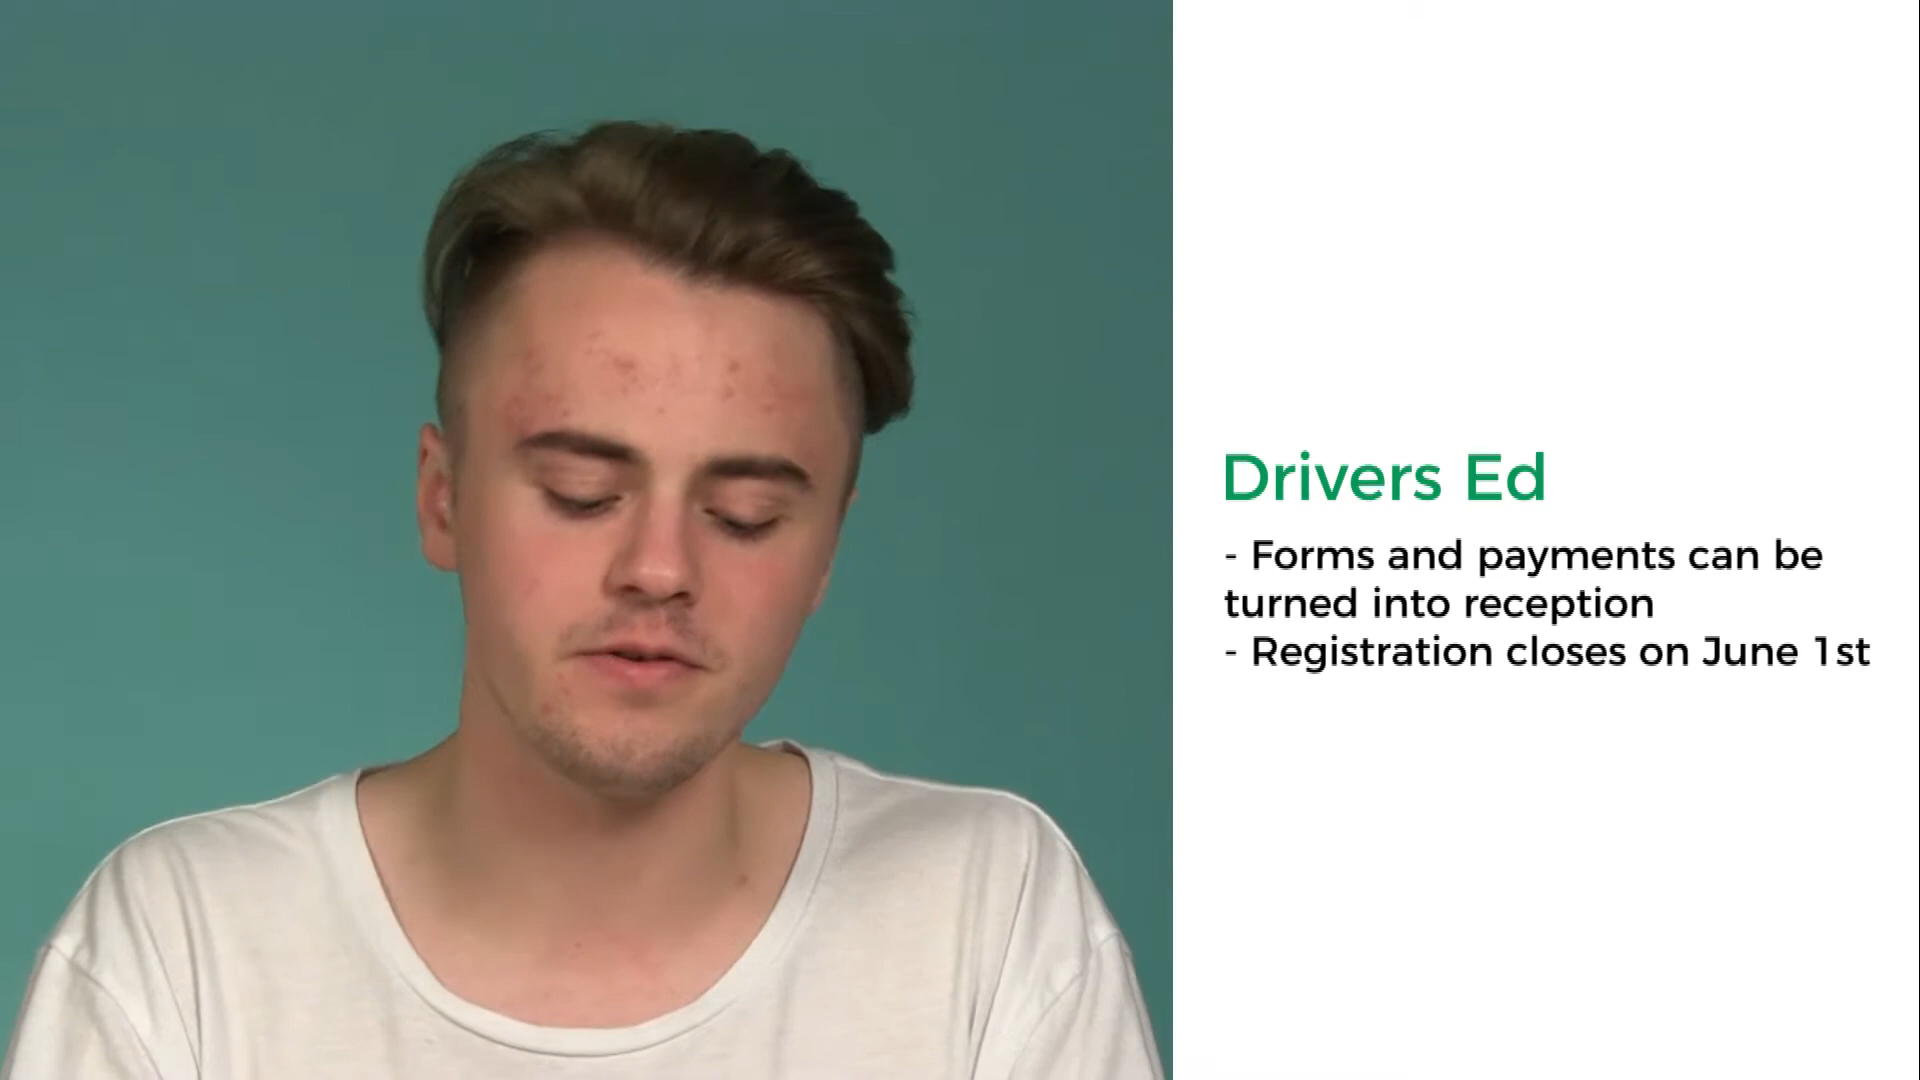 Drivers Ed
- Forms and payments can be
turned into reception
- Registration closes on June 1st